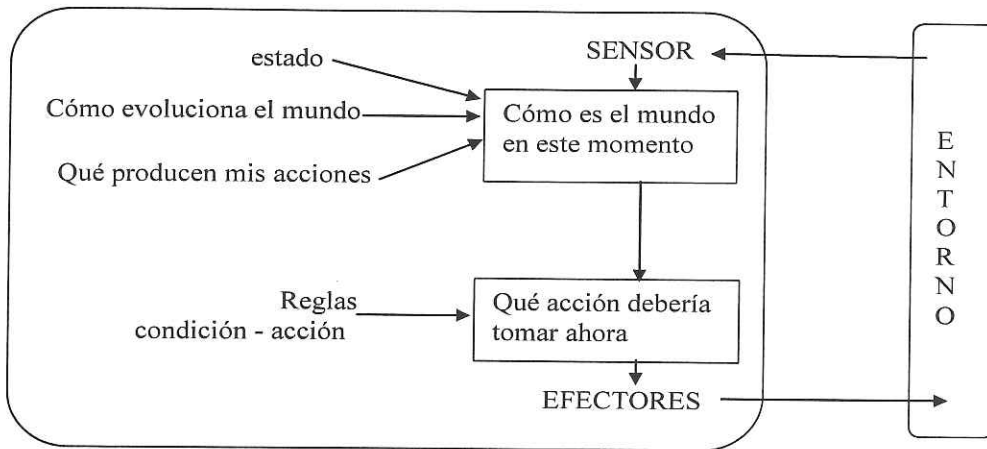 SENSOR
estado
Cómo evoluciona el mundo
Qué producen mis acciones
Cómo es el mundo
en este momento
Reglas
condición - acción
Qué acción debería
tomar ahora
EFECTORES
E
N
T
O
R
N
O